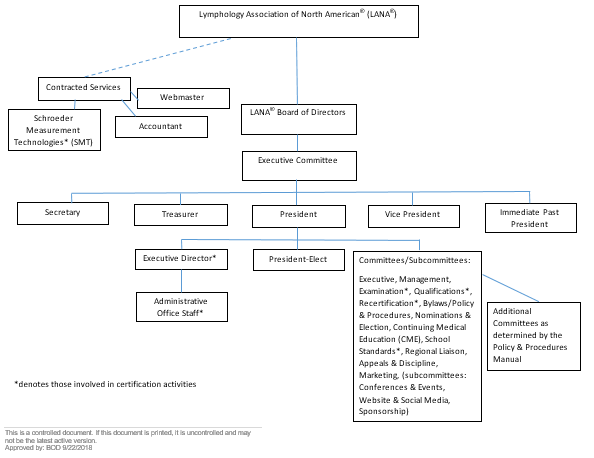 Lymphology Association of North American® (LANA®)
Contracted Services
Webmaster
Schroeder
Measurement
Technologies* (SMT)
Accountant
LANA® Board of Directors
Executive Committee
Secretary
Treasurer
President
Vice President
Immediate Past
President
Executive Director*
President-Elect
Administrative
Office Staff*
Committees/Subcommittees:
Executive, Management,
Examination*, Qualifications*,
Recertification*, Bylaws/Policy
& Procedures, Nominations &
Election, Continuing Medical
Education (CME), School
Standards*, Regional Liaison,
Appeals & Discipline,
Marketing, (subcommittees:
Conferences & Events,
Website & Social Media,
Sponsorship)
Additional
Committees as
determined by the
Policy & Procedures
Manual
*denotes those involved in certification activities
This is a controlled document. If this document is printed, it is uncontrolled and may
not be the latest active version.
Approved by: BOD 9/22/2018